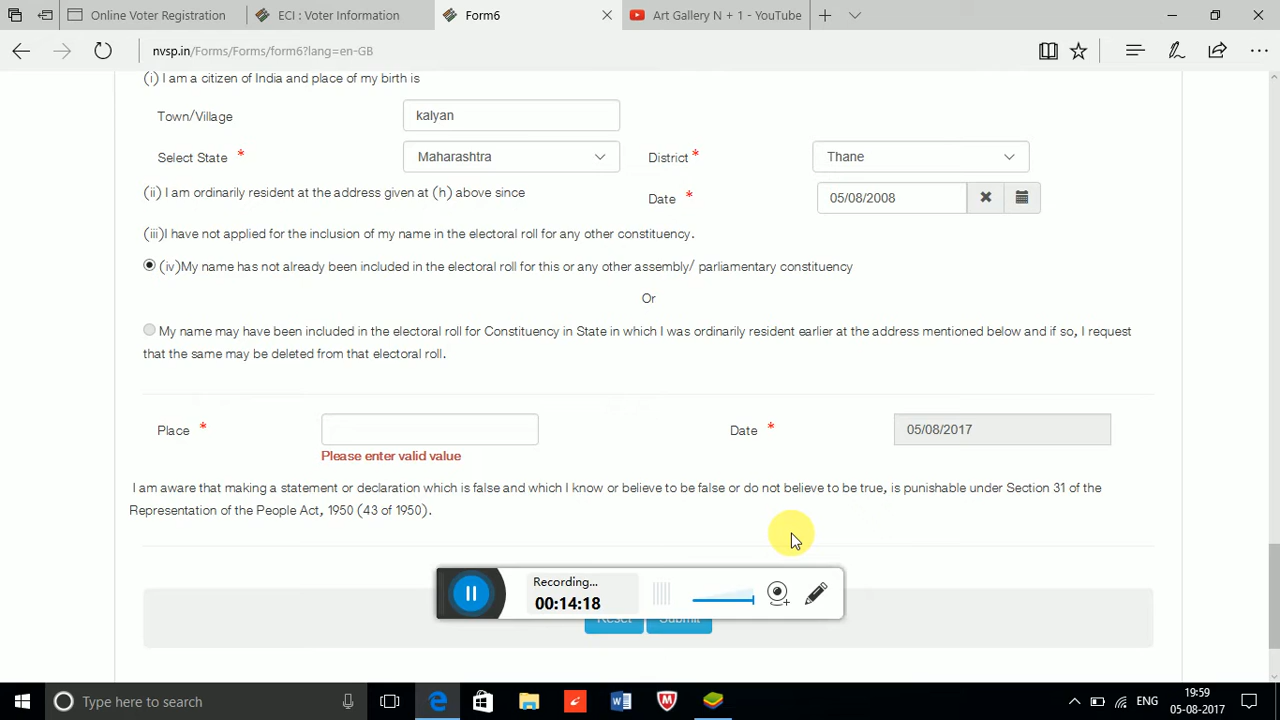 Online Voter Registration
ECI : Voter Information
Form6
Art Gallery N + 1 - YouTube
nvsp.in/Forms/Forms/form6?lang=en-GB
(i) I am a citizen of India and place of my birth is
Town/Village
kalyan
Select State *
Maharashtra
District *
Thane
(ii) I am ordinarily resident at the address given at (h) above since
Date *
05/08/2008
(iii)I have not applied for the inclusion of my name in the electoral roll for any other constituency.
(iv)My name has not already been included in the electoral roll for this or any other assembly/ parliamentary constituency
Or
My name may have been included in the electoral roll for Constituency in State in which I was ordinarily resident earlier at the address mentioned below and if so, I request
that the same may be deleted from that electoral roll.
Place *
Date *
05/08/2017
Please enter valid value
I am aware that making a statement or declaration which is false and which I know or believe to be false or do not believe to be true, is punishable under Section 31 of the
Representation of the People Act, 1950 (43 of 1950).
Recording...
00:14:18
Reset
Submit
Type here to search
ENG
19:59
05-08-2017